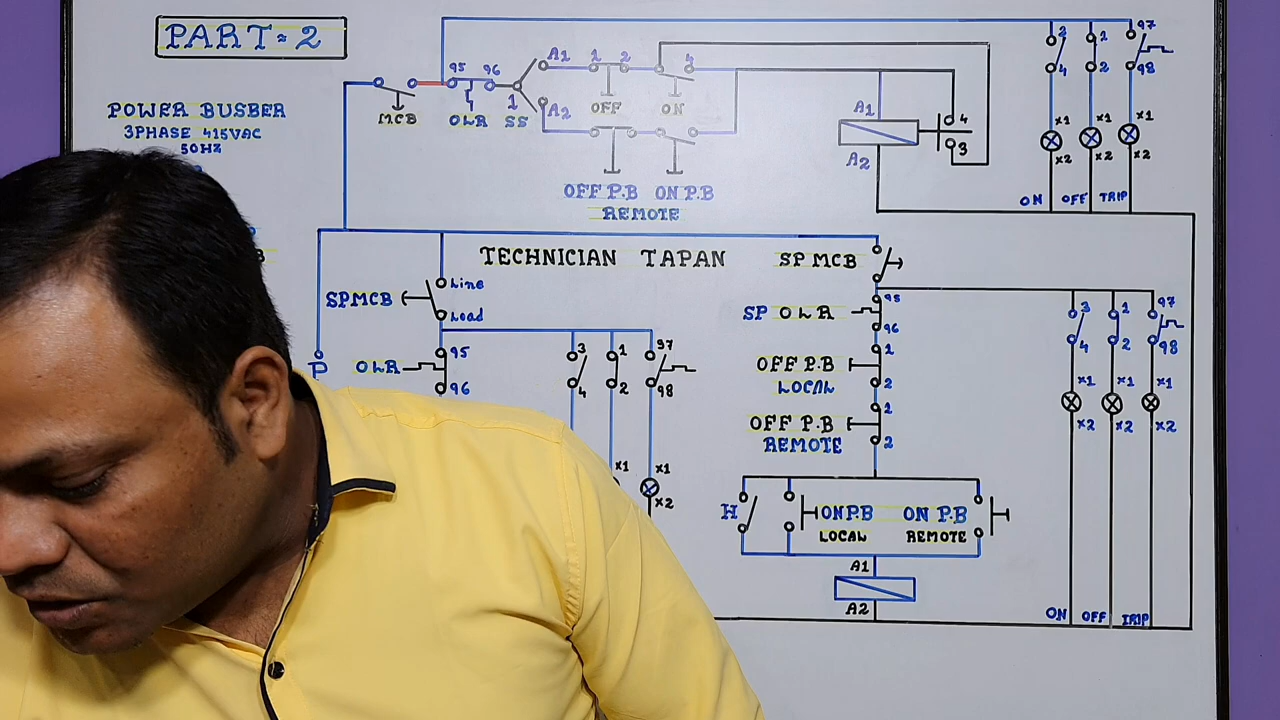 PART-2
POWER BUSBER
3PHASE 415VAC
50HZ
MCB
95 96
OLR
1
SS
A1
A2
1 2
OFF
4
ON
OFF P.B ON P.B
REMOTE
A1
A2
4
3
2
4
1
2
97
98
X1
X2
X1
X2
X1
X2
ON OFF TRIP
TECHNICIAN TAPAN
SPMCB
Line
Load
P
OLR
95
96
3
4
1
2
97
98
X1
X1
X2
SP MCB
SP OLR
95
96
OFF P.B
LOCAL
1
2
OFF P.B
REMOTE
2
2
H
ON P.B
LOCAL
ON P.B
REMOTE
A1
A2
3
4
1
2
97
98
X1
X2
X1
X2
X1
X2
ON OFF TRIP